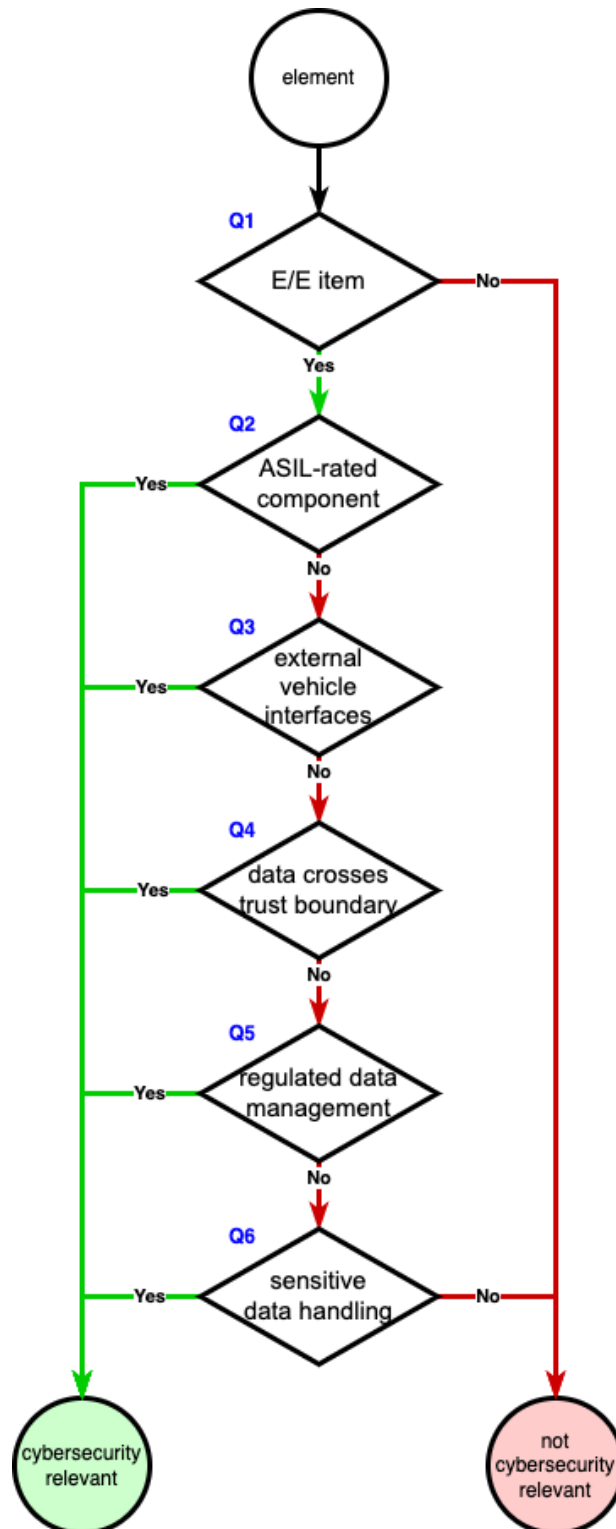 element
Q1
E/E item
No
Yes
Q2
ASIL-rated
component
Yes
No
Q3
external
vehicle
interfaces
Yes
No
Q4
data crosses
trust boundary
Yes
No
Q5
regulated data
management
Yes
No
Q6
sensitive
data handling
Yes
No
cybersecurity
relevant
not
cybersecurity
relevant